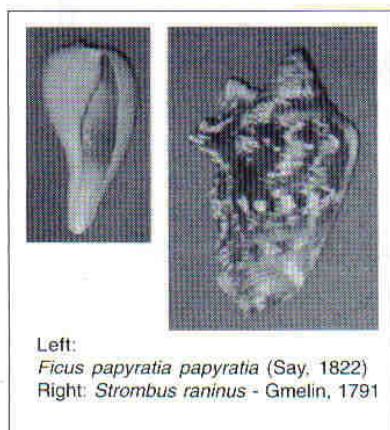 Left:
Ficus papyratia papyratia (Say, 1822)
Right: Strombus raninus - Gmelin, 1791